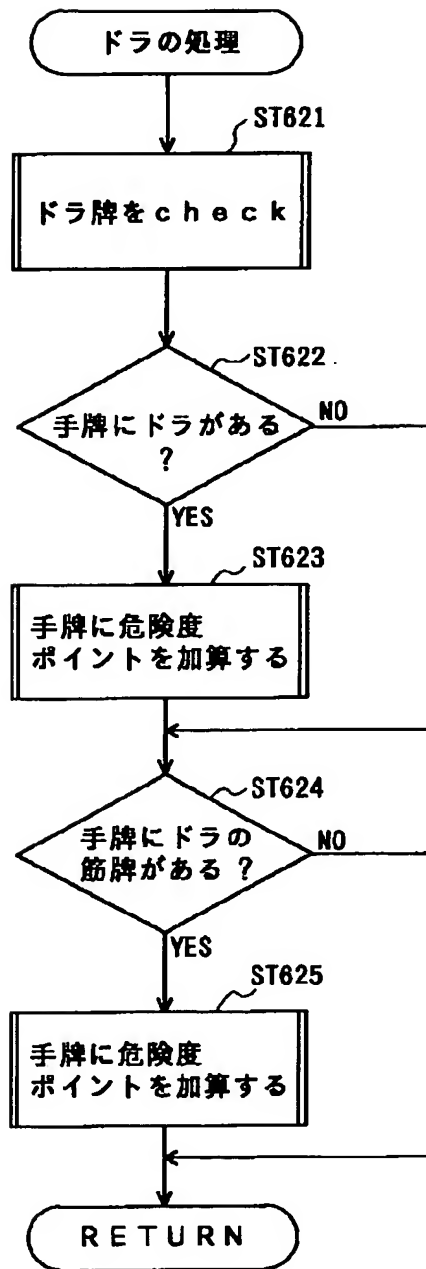 ドラの処理
ST621
ドラ牌をcheck
ST622
手牌にドラがある
?
NO
YES
ST623
手牌に危険度
ポイントを加算する
ST624
手牌にドラの
筋牌がある?
NO
YES
ST625
手牌に危険度
ポイントを加算する
RETURN